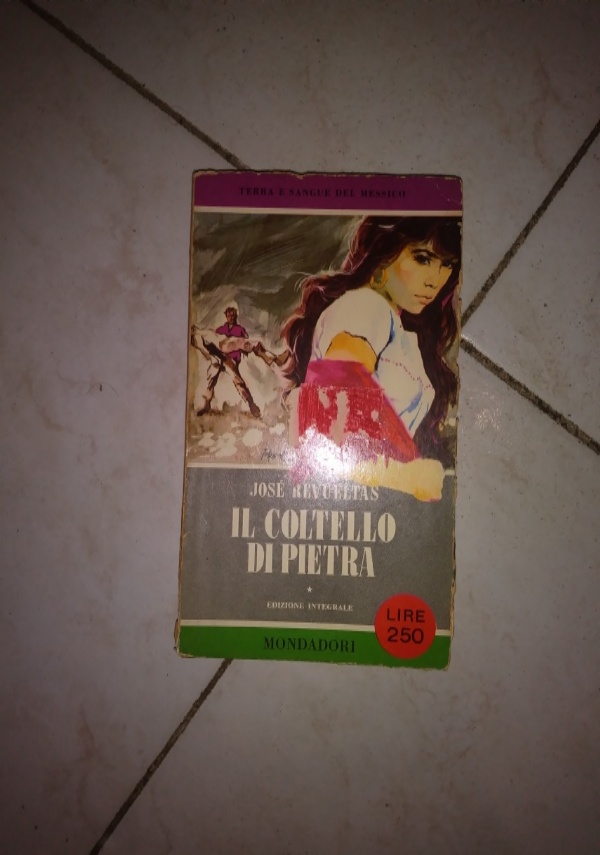 TERRA E SANGUE DEL MESSICO
JOSÉ REVUELTAS
IL COLTELLO
DI PIETRA
*
EDIZIONE INTEGRALE
LIRE
250
MONDADORI